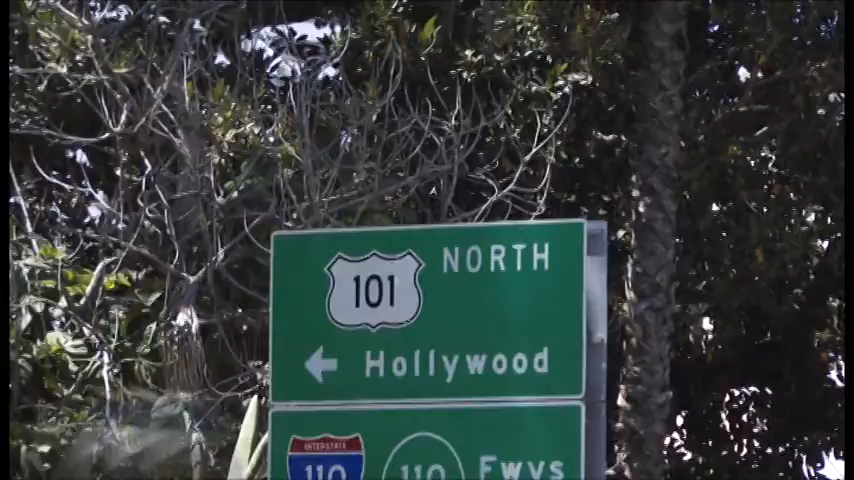 101 NORTH
Hollywood
INTERSTATE
110 110 Fwys